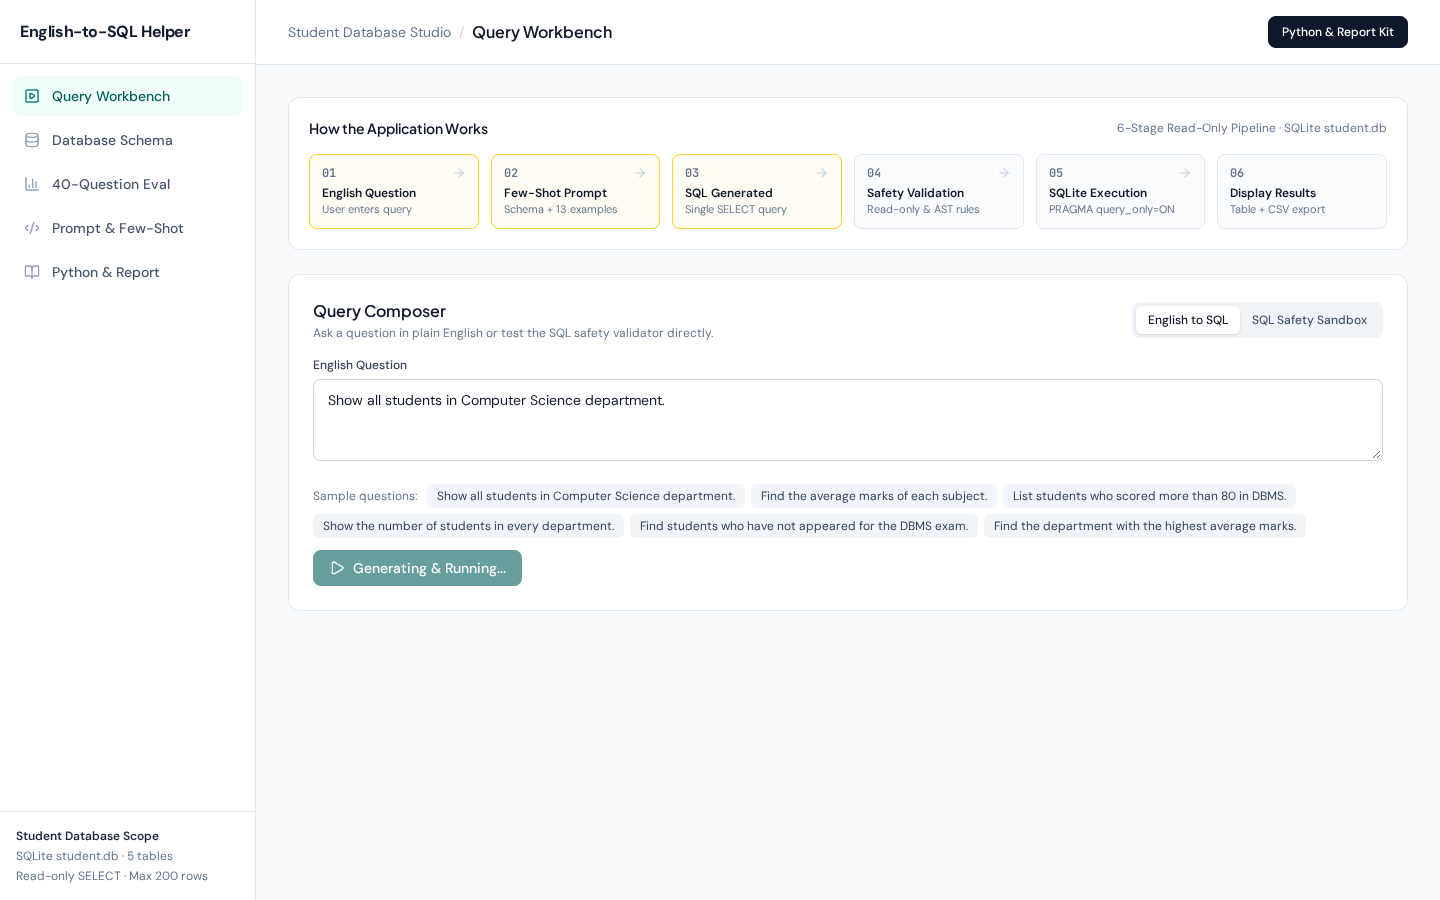 English-to-SQL Helper
Student Database Studio / Query Workbench
Python & Report Kit
Query Workbench
Database Schema
40-Question Eval
Prompt & Few-Shot
Python & Report
How the Application Works
6-Stage Read-Only Pipeline · SQLite student.db
01
English Question
User enters query
02
Few-Shot Prompt
Schema + 13 examples
03
SQL Generated
Single SELECT query
04
Safety Validation
Read-only & AST rules
05
SQLite Execution
PRAGMA query_only=ON
06
Display Results
Table + CSV export
Query Composer
Ask a question in plain English or test the SQL safety validator directly.
English to SQL
SQL Safety Sandbox
English Question
Show all students in Computer Science department.
Sample questions: Show all students in Computer Science department. Find the average marks of each subject. List students who scored more than 80 in DBMS.
Show the number of students in every department. Find students who have not appeared for the DBMS exam. Find the department with the highest average marks.
Generating & Running...
Student Database Scope
SQLite student.db · 5 tables
Read-only SELECT · Max 200 rows